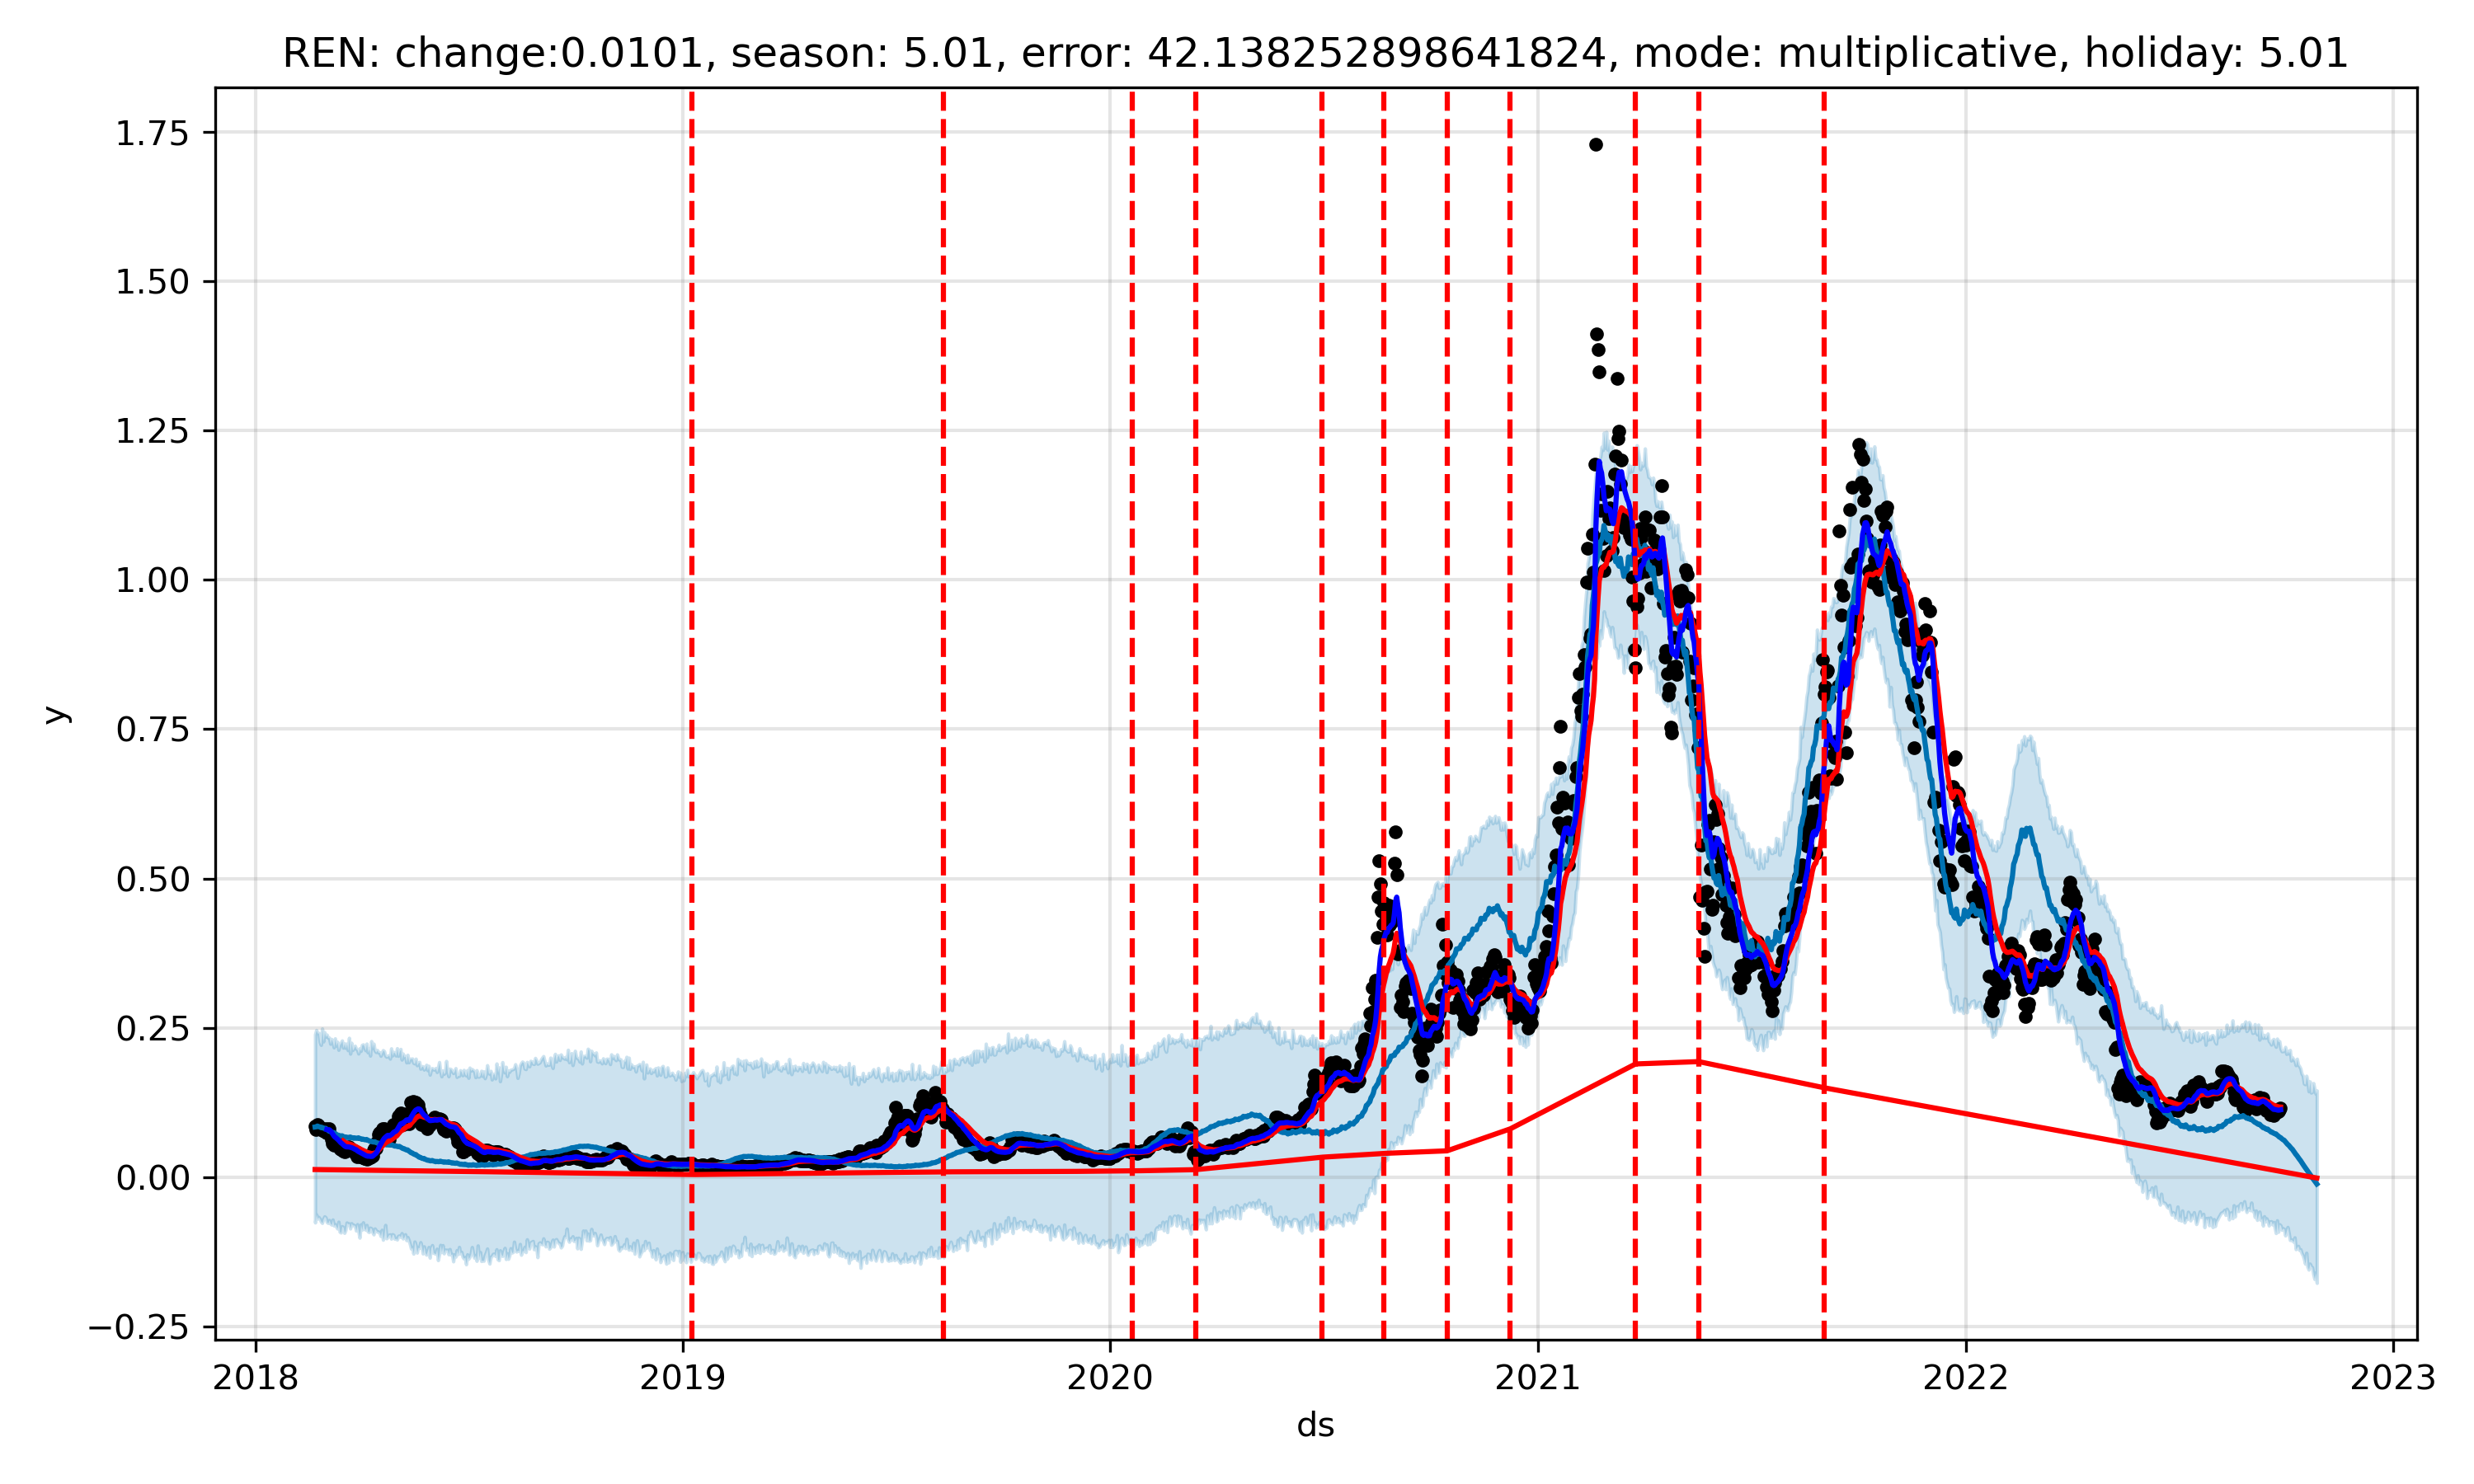 REN: change:0.0101, season: 5.01, error: 42.138252898641824, mode: multiplicative, holiday: 5.01
1.75
1.50
1.25
1.00
0.75
0.50
0.25
0.00
−0.25
y
2018 2019 2020 2021 2022 2023
ds